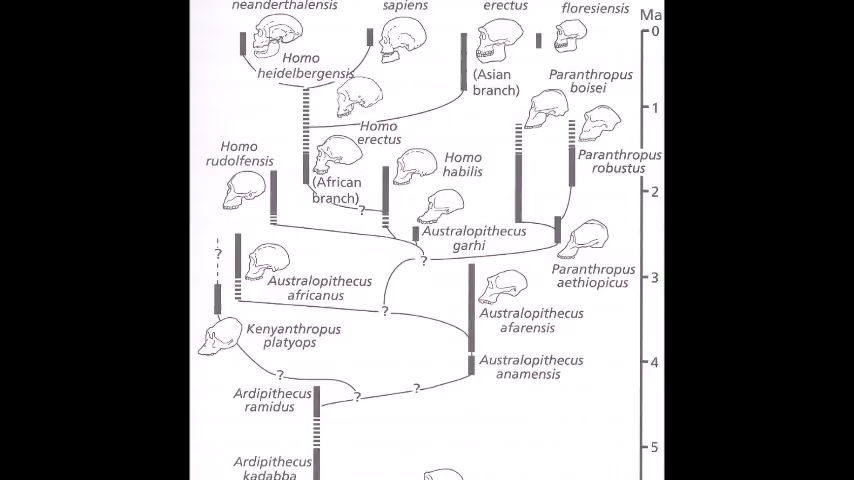 neanderthalensis
sapiens
erectus
floresiensis
Ma
0
Homo
heidelbergensis
(Asian
branch)
Paranthropus
boisei
1
Homo
erectus
Homo
rudolfensis
(African
branch)
?
Homo
habilis
Paranthropus
robustus
2
Australopithecus
garhi
?
?
Paranthropus
aethiopicus
3
Australopithecus
africanus
?
Australopithecus
afarensis
Kenyanthropus
platyops
4
Australopithecus
anamensis
?
?
?
Ardipithecus
ramidus
5
Ardipithecus
kadabba